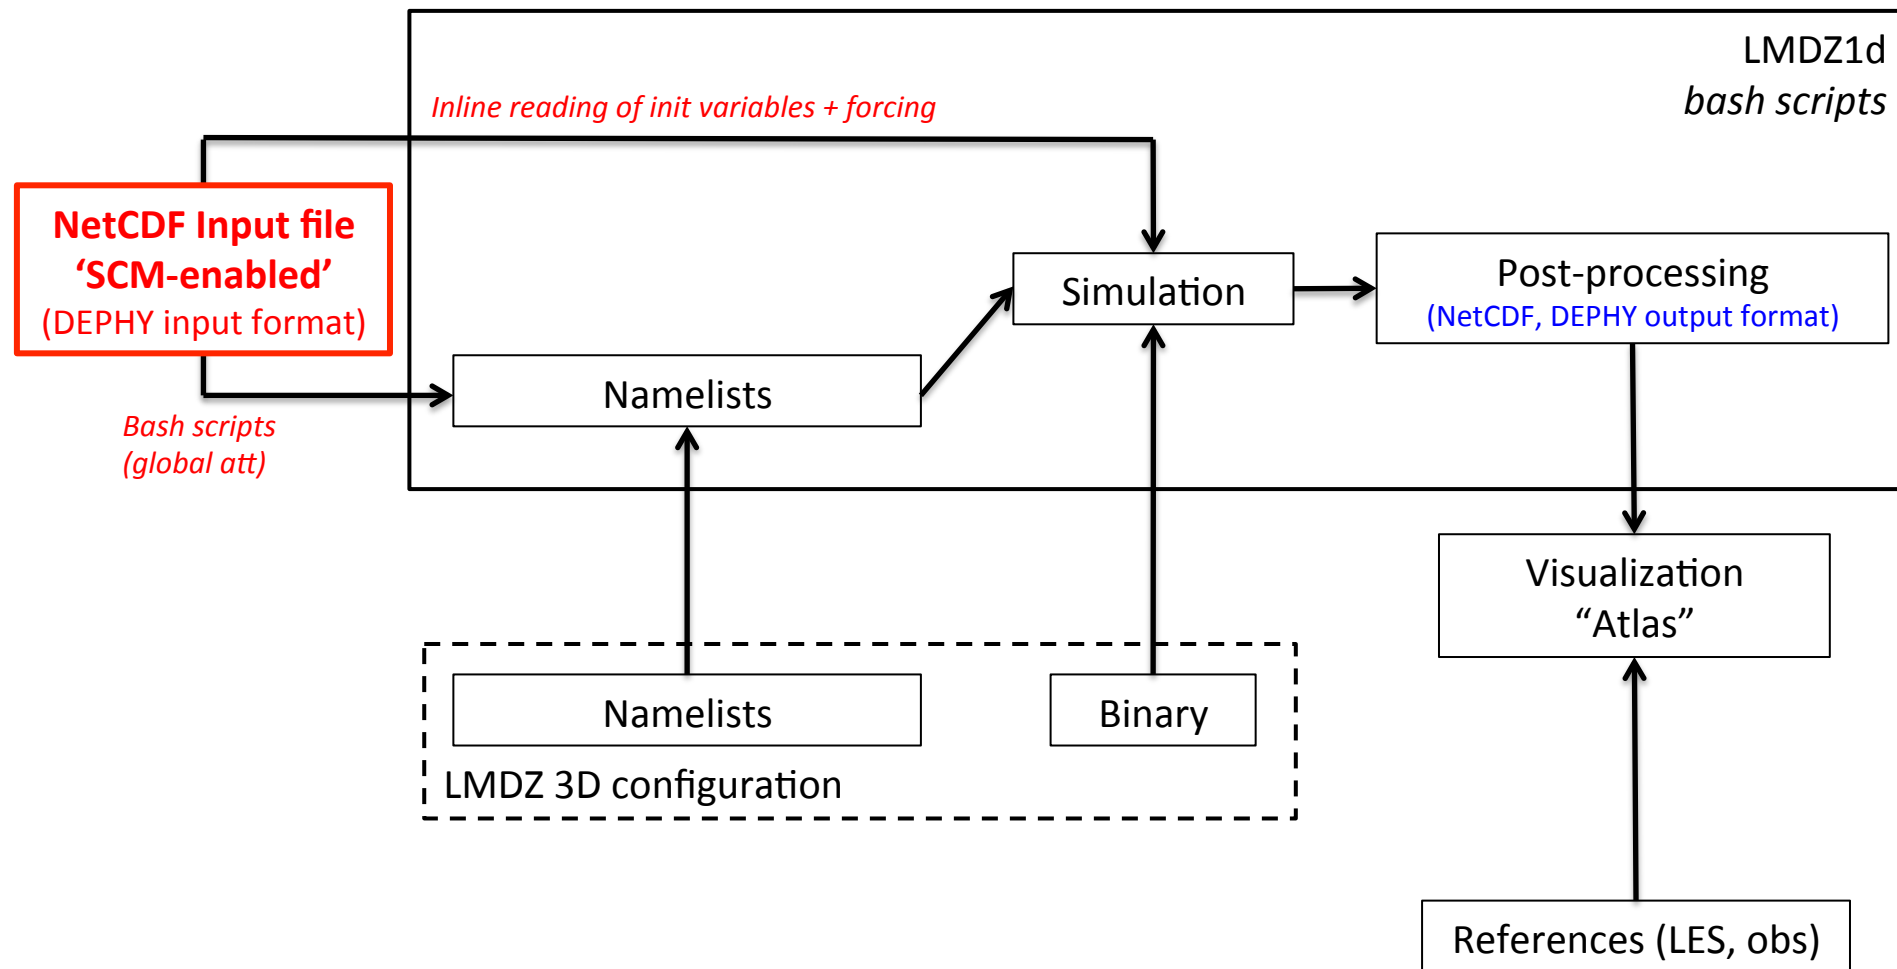 LMDZ1d
bash scripts
Inline reading of init variables + forcing
NetCDF Input file
‘SCM-enabled’
(DEPHY input format)
Simulation
Post-processing
(NetCDF, DEPHY output format)
Namelists
Bash scripts
(global att)
Visualization
“Atlas”
Namelists
Binary
LMDZ 3D configuration
References (LES, obs)